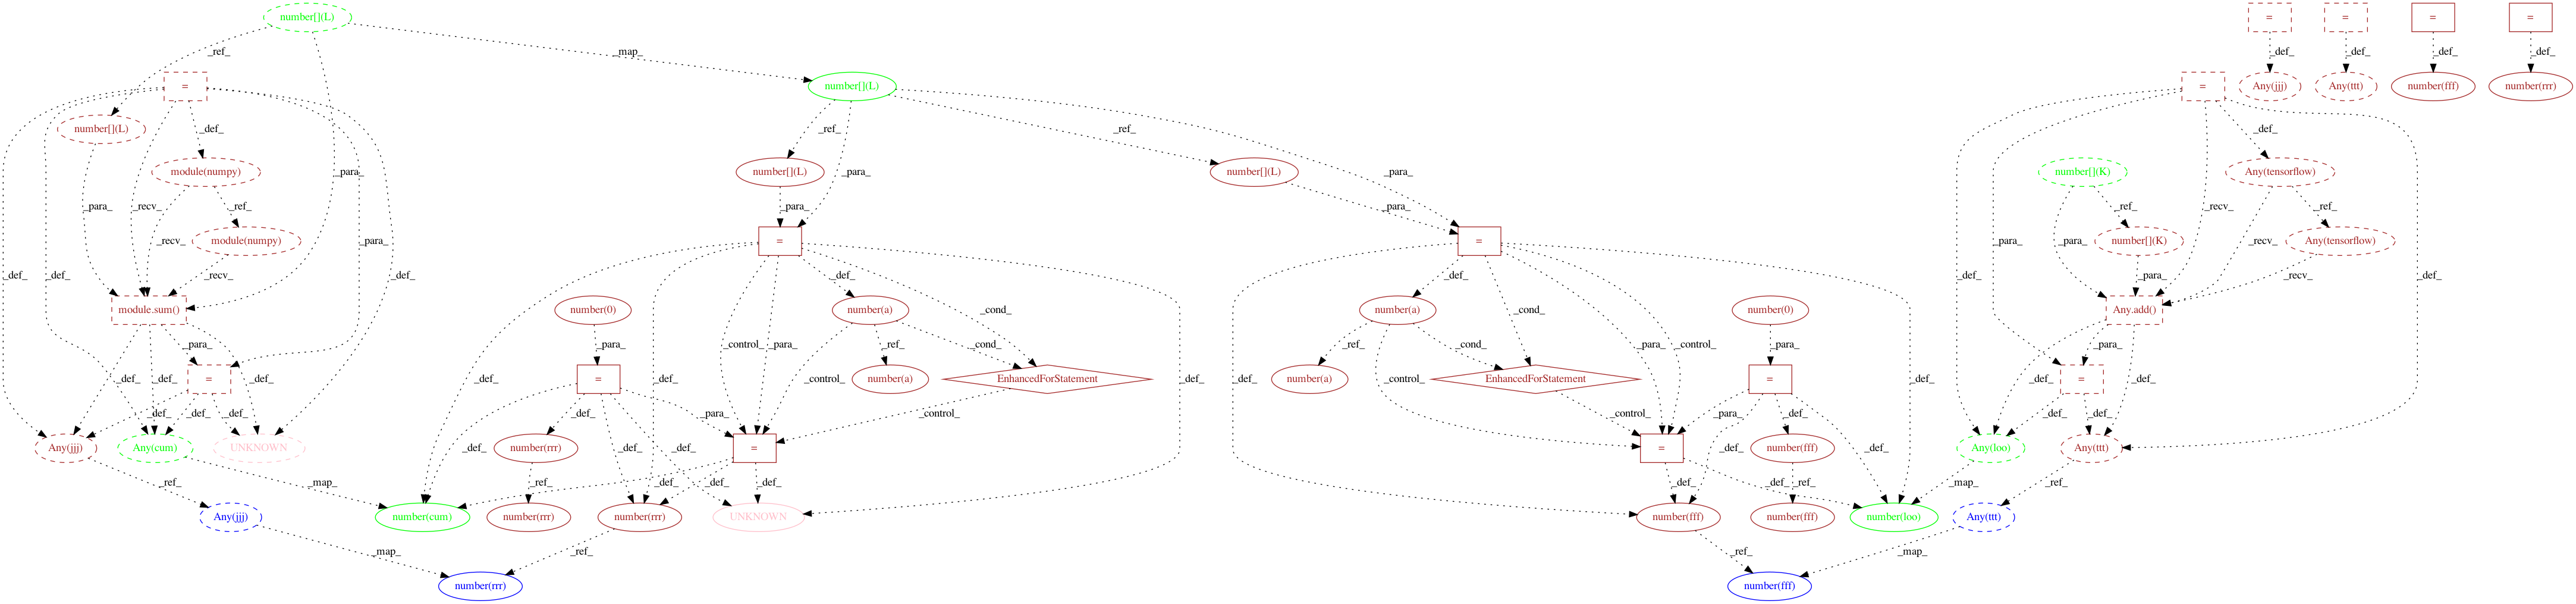 number[](L)
=
=
=
=
_ref_
_map_
_def_
_def_
_def_
_def_
=
number[](L)
=
Any(jjj)
Any(ttt)
number(fff)
number(rrr)
number[](L)
_def_
_ref_
_ref_
_def_
module(numpy)
number[](L)
_para_
number[](L)
_para_
number[](K)
Any(tensorflow)
_para_
_para_
_recv_
_ref_
_para_
_para_
_ref_
_recv_
_ref_
_recv_
module(numpy)
_para_
=
=
_para_
_para_
number[](K)
_recv_
Any(tensorflow)
_def_
_def_
_recv_
_def_
_def_
_def_
_def_
_para_
_recv_
_def_
module.sum()
number(0)
number(a)
_cond_
number(a)
_cond_
number(0)
Any.add()
_para_
_para_
_control_
_para_
_control_
_ref_
_cond_
_ref_
_control_
_cond_
_para_
_control_
_para_
_para_
_def_
_def_
_def_
_def_
_def_
_def_
_def_
_def_
_def_
=
=
number(a)
EnhancedForStatement
number(a)
EnhancedForStatement
=
=
_def_
_def_
_def_
_def_
_para_
_control_
_control_
_para_
_def_
_def_
_def_
Any(jjj)
Any(cum)
UNKNOWN
number(rrr)
=
=
number(fff)
Any(loo)
Any(ttt)
_ref_
_map_
_def_
_ref_
_def_
_def_
_def_
_def_
_def_
_def_
_ref_
_def_
_def_
_map_
_ref_
Any(jjj)
number(cum)
number(rrr)
number(rrr)
UNKNOWN
number(fff)
number(fff)
number(loo)
Any(ttt)
_map_
_ref_
_ref_
_map_
number(rrr)
number(fff)